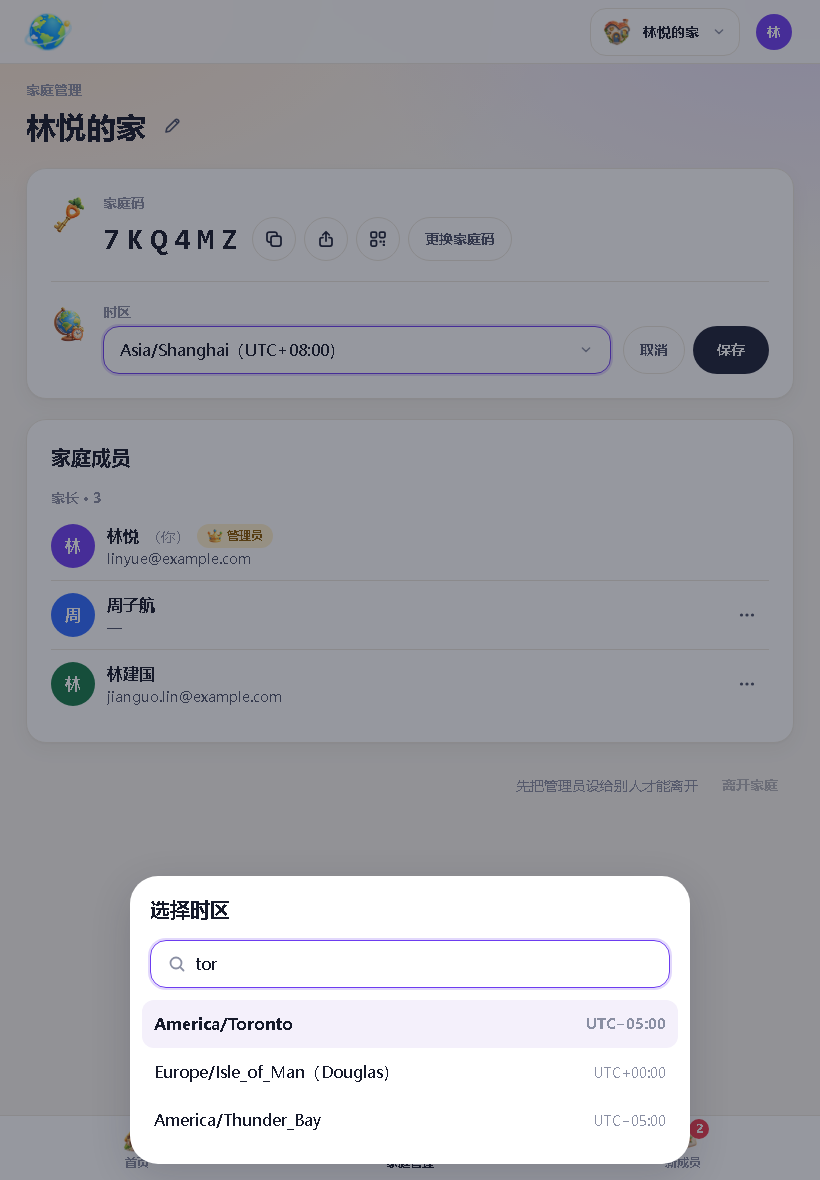 林悦的家
林
家庭管理
林悦的家
家庭码
7KQ4MZ
更换家庭码
时区
Asia/Shanghai（UTC+08:00）
取消
保存
家庭成员
家长 • 3
林
林悦 （你） 管理员
linyue@example.com
周
周子航
—
林
林建国
jianguo.lin@example.com
先把管理员设给别人才能离开 离开家庭
选择时区
tor
America/Toronto UTC−05:00
Europe/Isle_of_Man（Douglas） UTC+00:00
America/Thunder_Bay UTC−05:00
2
首页 家庭管理 新成员